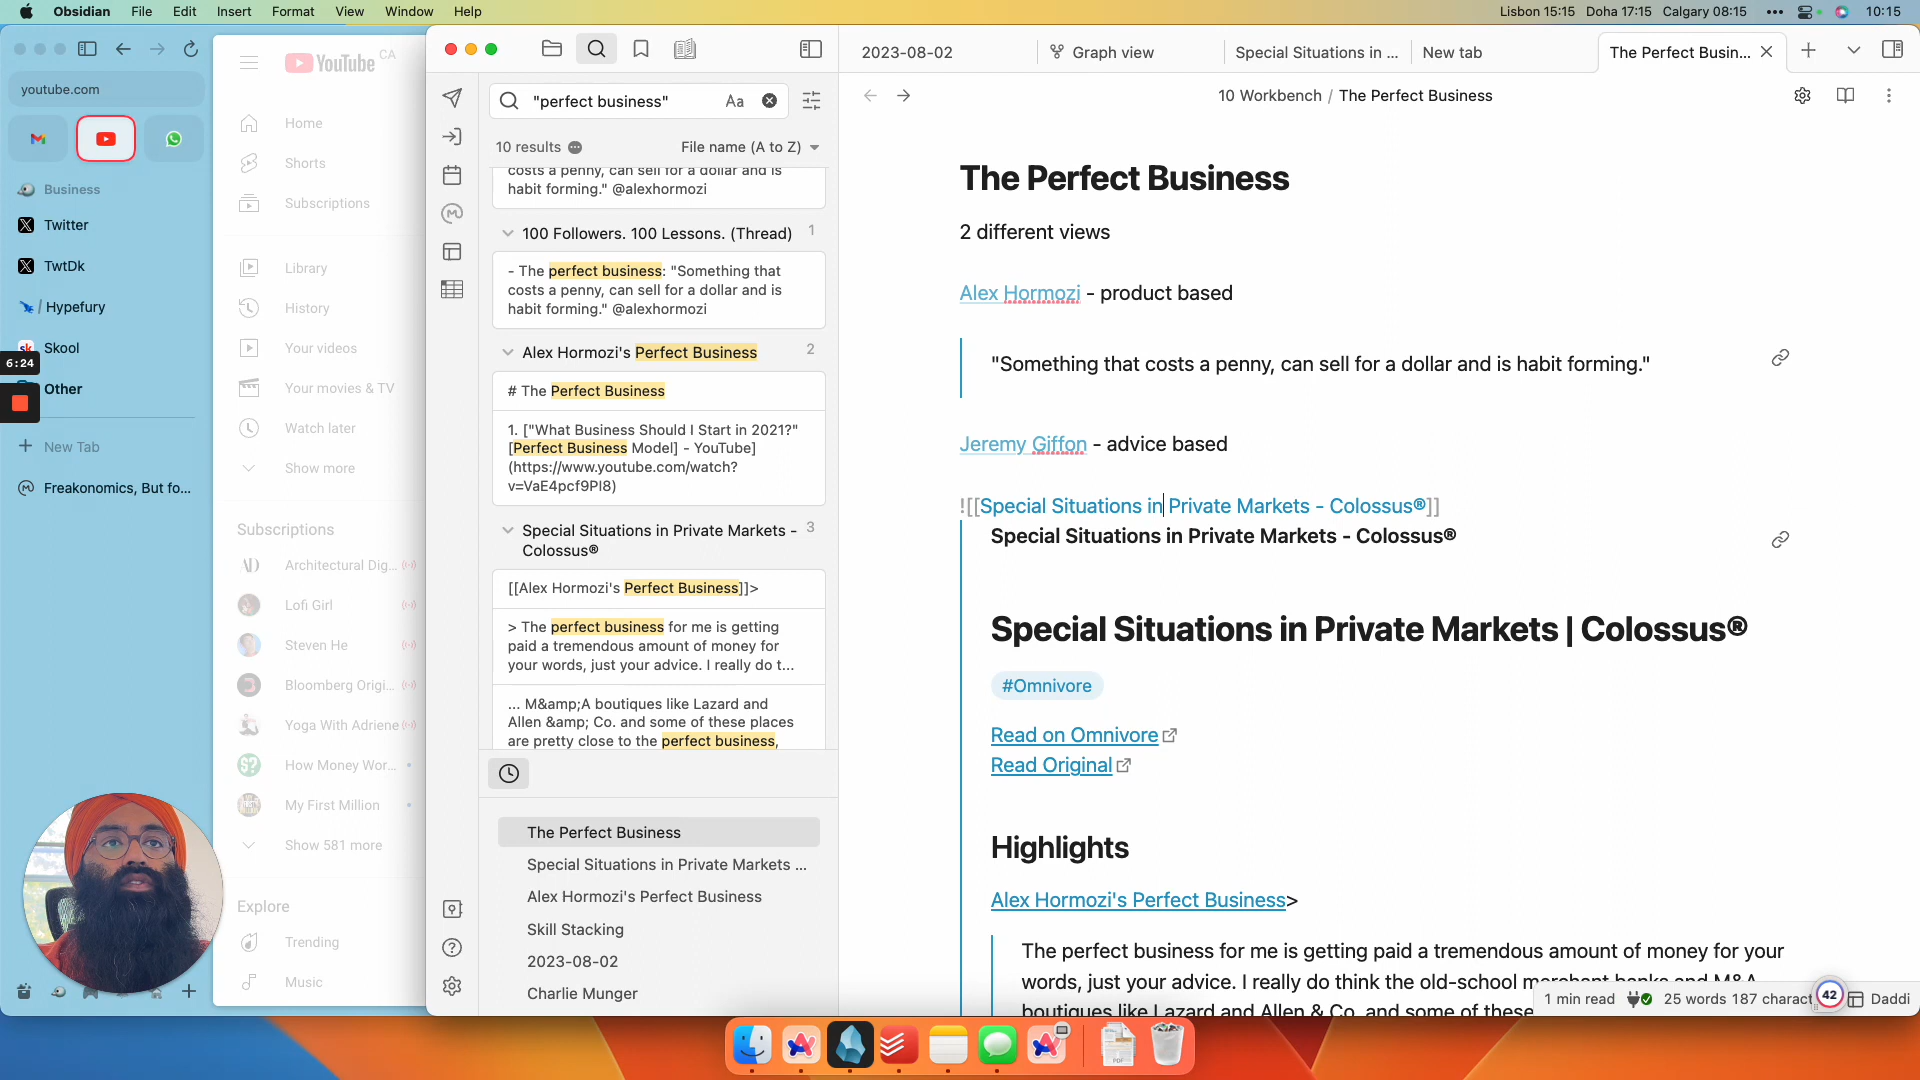 Obsidian File Edit Insert Format View Window Help
Lisbon 15:15 Doha 17:15 Calgary 08:15 10:15
youtube.com
Business
Twitter
TwtDk
/ Hypefury
Skool
6:24
Other
New Tab
Freakonomics, But fo...
YouTube CA
Home
Shorts
Subscriptions
Library
History
Your videos
Your movies & TV
Watch later
Show more
Subscriptions
Architectural Dig...
Lofi Girl
Steven He
Bloomberg Origi...
Yoga With Adriene
How Money Wor...
My First Million
Show 581 more
Explore
Trending
Music
"perfect business" Aa
10 results File name (A to Z)
costs a penny, can sell for a dollar and is
habit forming." @alexhormozi
100 Followers. 100 Lessons. (Thread) 1
- The perfect business: "Something that
costs a penny, can sell for a dollar and is
habit forming." @alexhormozi
Alex Hormozi's Perfect Business 2
# The Perfect Business
1. ["What Business Should I Start in 2021?"
[Perfect Business Model] - YouTube]
(https://www.youtube.com/watch?
v=VaE4pcf9PI8)
Special Situations in Private Markets - 3
Colossus®
[[Alex Hormozi's Perfect Business]]>
> The perfect business for me is getting
paid a tremendous amount of money for
your words, just your advice. I really do t...
... M&amp;A boutiques like Lazard and
Allen &amp; Co. and some of these places
are pretty close to the perfect business,
The Perfect Business
Special Situations in Private Markets ...
Alex Hormozi's Perfect Business
Skill Stacking
2023-08-02
Charlie Munger
2023-08-02 Graph view Special Situations in ... New tab The Perfect Busin...
10 Workbench / The Perfect Business
The Perfect Business
2 different views
Alex Hormozi - product based
"Something that costs a penny, can sell for a dollar and is habit forming."
Jeremy Giffon - advice based
![[Special Situations in Private Markets - Colossus®]]
Special Situations in Private Markets - Colossus®
Special Situations in Private Markets | Colossus®
#Omnivore
Read on Omnivore
Read Original
Highlights
Alex Hormozi's Perfect Business>
The perfect business for me is getting paid a tremendous amount of money for your
words, just your advice. I really do think the old-school merchant banks and M&A
boutiques like Lazard and Allen & Co. and some of these
1 min read 25 words 187 charact 42 Daddi